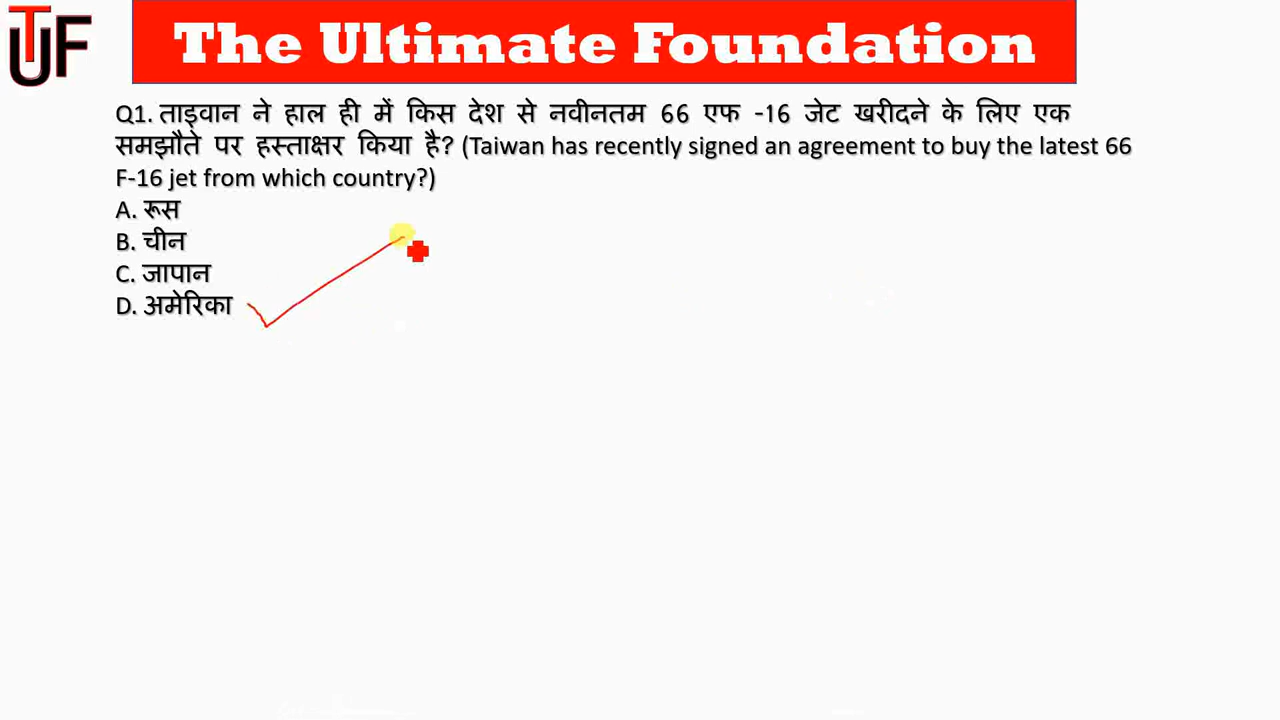 TUF
The Ultimate Foundation
Q1. ताइवान ने हाल ही में किस देश से नवीनतम 66 एफ -16 जेट खरीदने के लिए एक
समझौते पर हस्ताक्षर किया है? (Taiwan has recently signed an agreement to buy the latest 66
F-16 jet from which country?)
A. रूस
B. चीन
C. जापान
D. अमेरिका